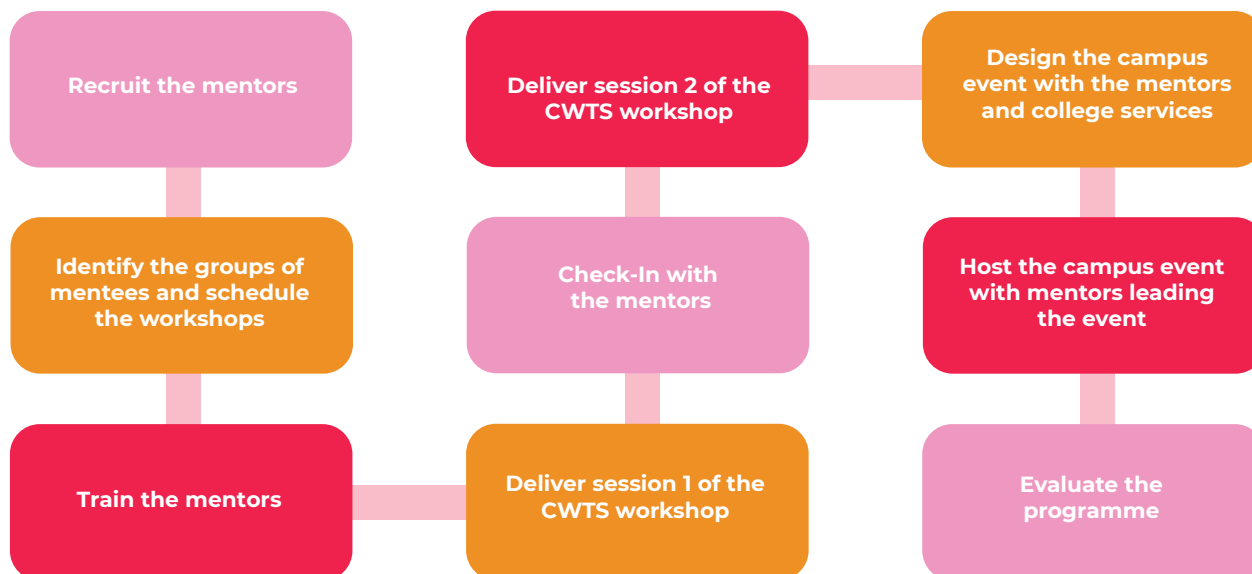 Recruit the mentors
Identify the groups of
mentees and schedule
the workshops
Train the mentors
Deliver session 1 of the
CWTS workshop
Check-In with
the mentors
Deliver session 2 of the
CWTS workshop
Design the campus
event with the mentors
and college services
Host the campus event
with mentors leading
the event
Evaluate the
programme